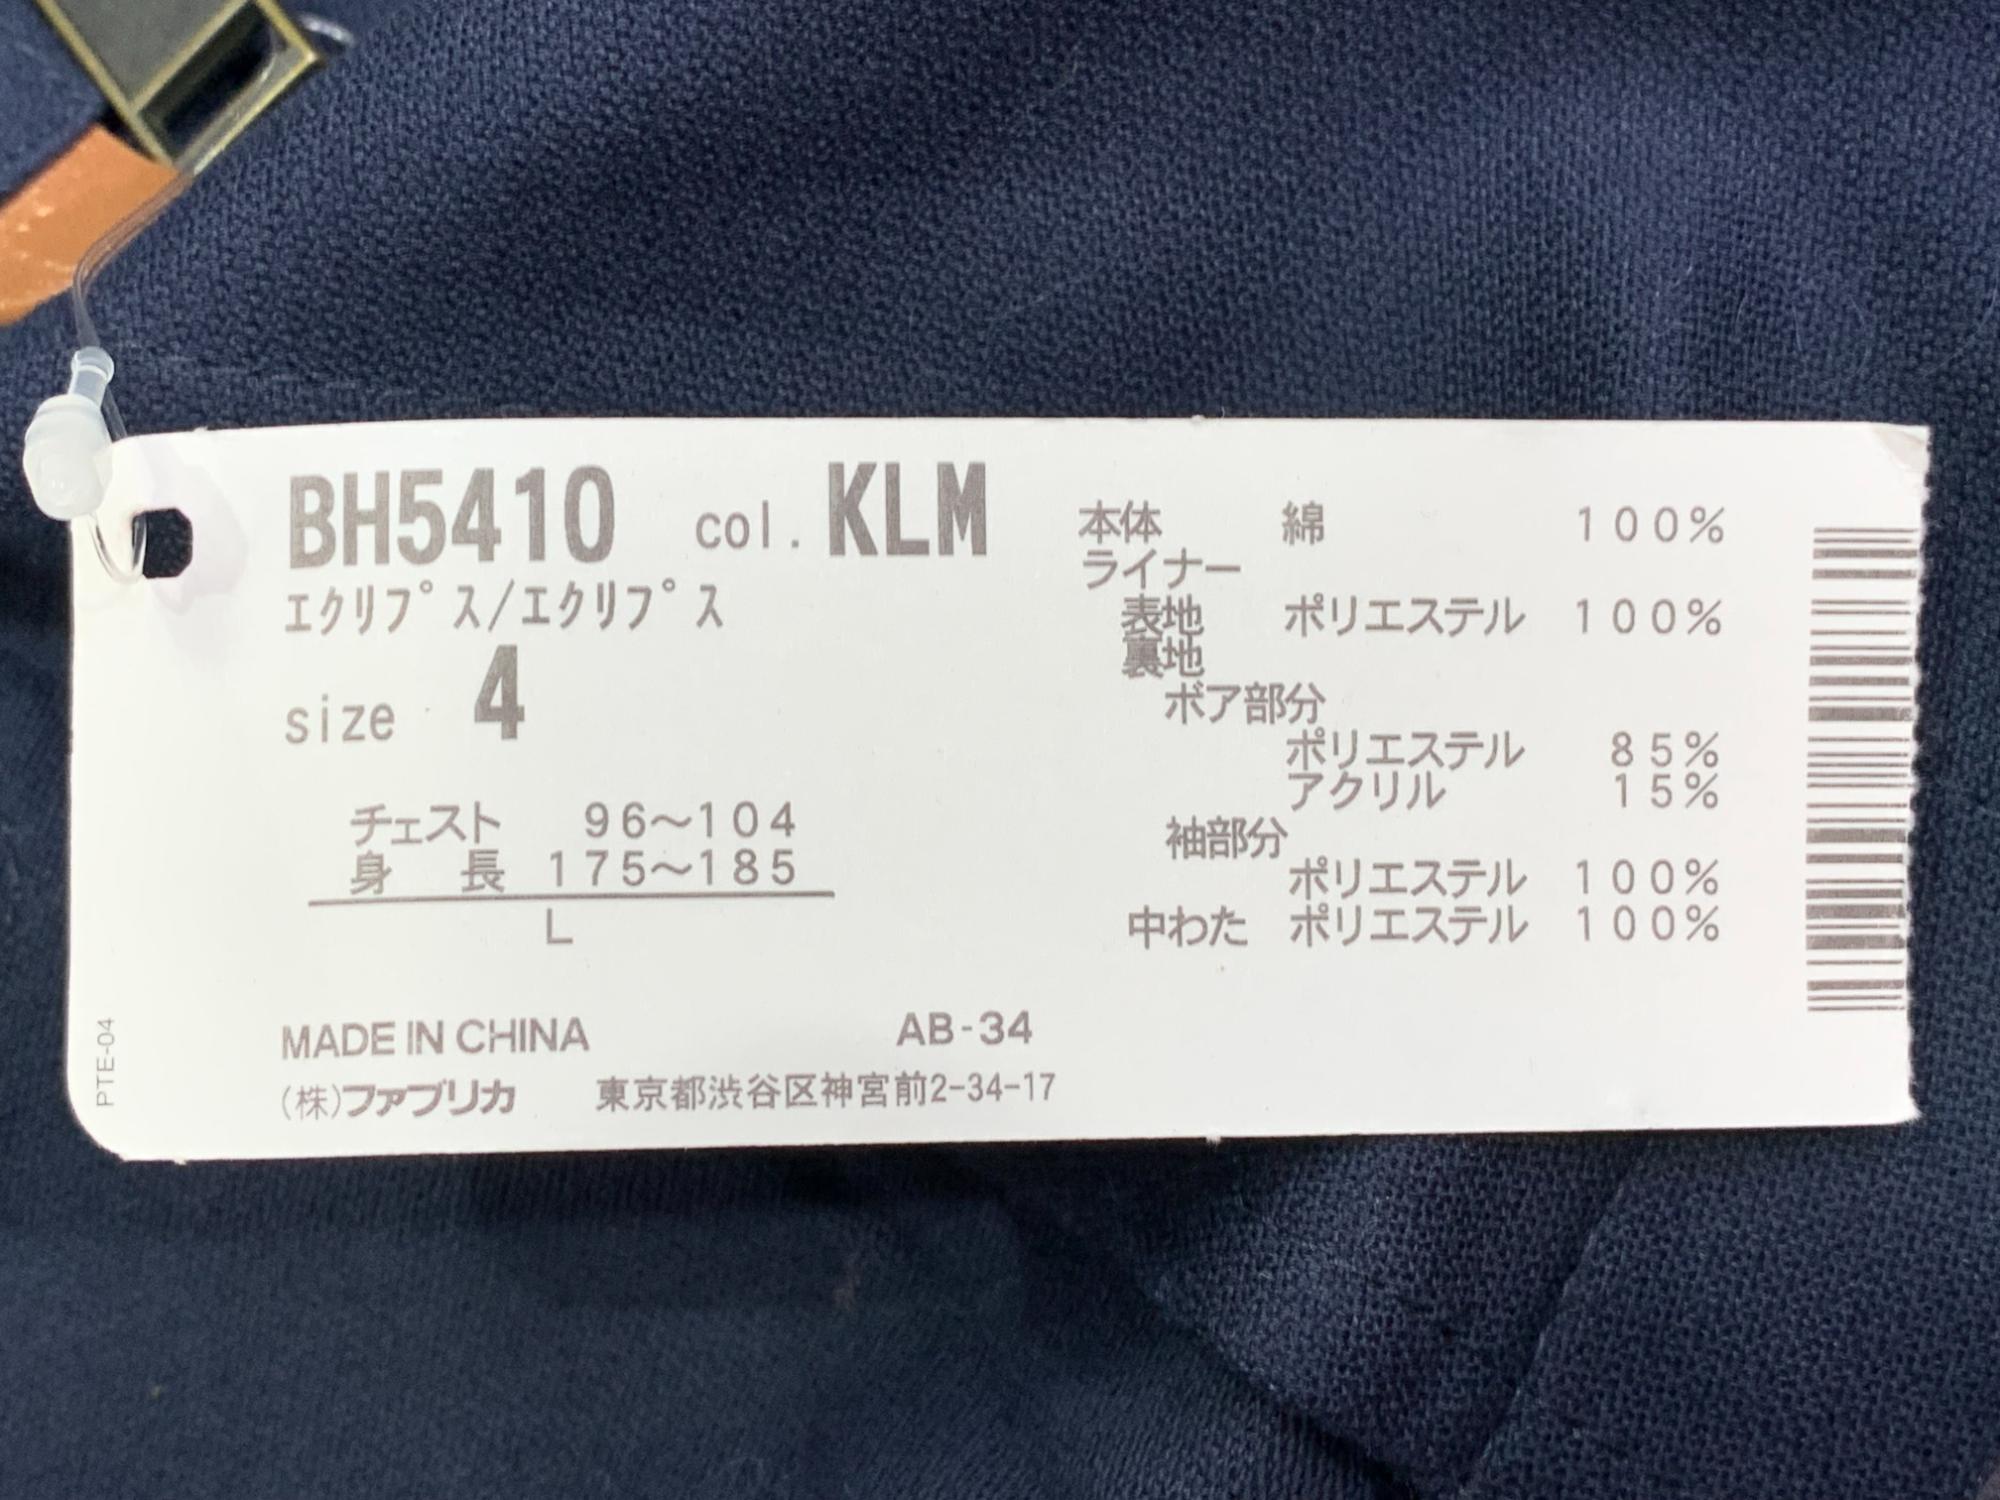 BH5410 col. KLM
エクリプス/エクリプス
size 4
チェスト 96〜104
身長 175〜185
L
本体 綿 100%
ライナー
表地 ポリエステル 100%
裏地
ボア部分
ポリエステル 85%
アクリル 15%
袖部分
ポリエステル 100%
中わた ポリエステル 100%
MADE IN CHINA AB-34
(株)ファブリカ 東京都渋谷区神宮前2-34-17
PTE-04